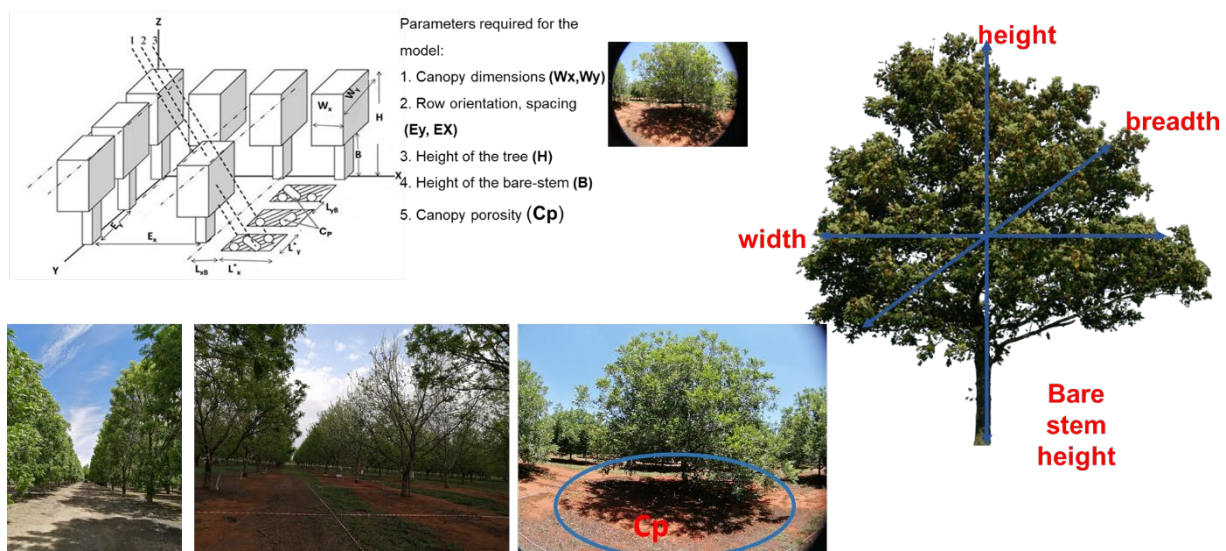 Z
1 2 3
Wx
Wy
H
B
X
Ey
Ex
LyB
CP
L*y
LxB
L*x
Y
Parameters required for the
model:
1. Canopy dimensions (Wx,Wy)
2. Row orientation, spacing
(Ey, EX)
3. Height of the tree (H)
4. Height of the bare-stem (B)
5. Canopy porosity (Cp)
height
breadth
width
Bare
stem
height
Cp